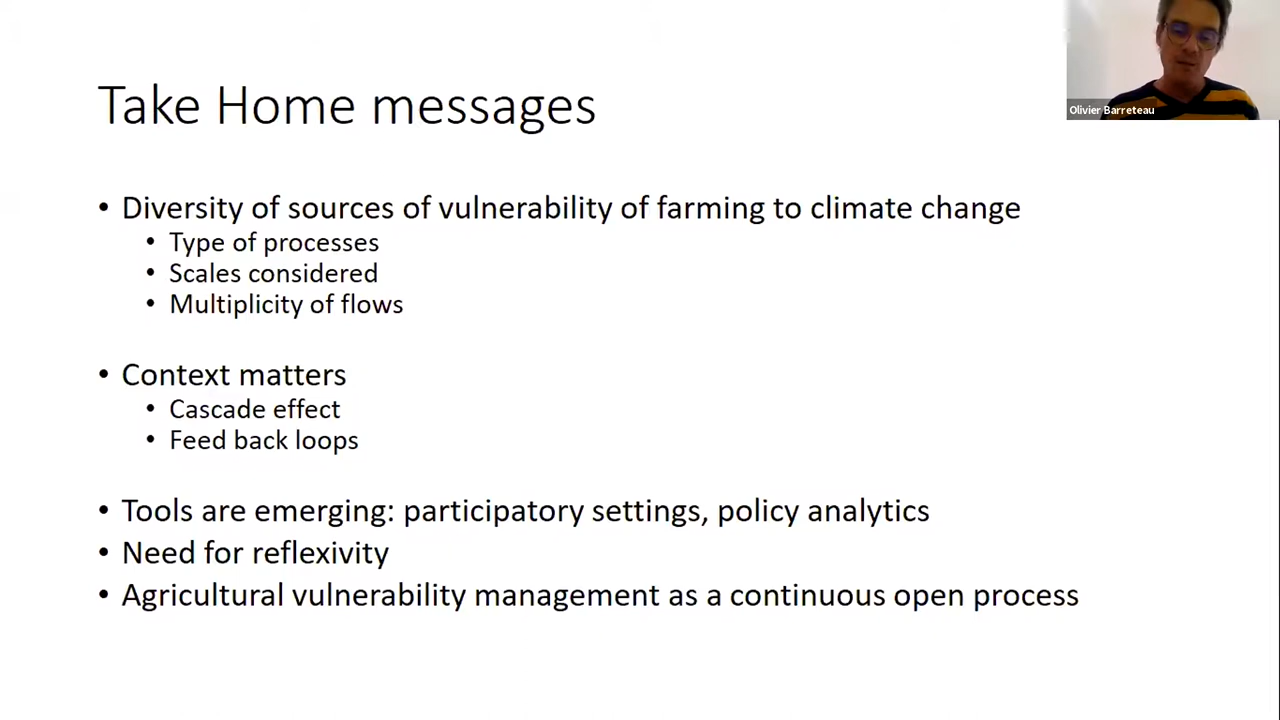 Olivier Barreteau
Take Home messages
• Diversity of sources of vulnerability of farming to climate change
• Type of processes
• Scales considered
• Multiplicity of flows
• Context matters
• Cascade effect
• Feed back loops
• Tools are emerging: participatory settings, policy analytics
• Need for reflexivity
• Agricultural vulnerability management as a continuous open process